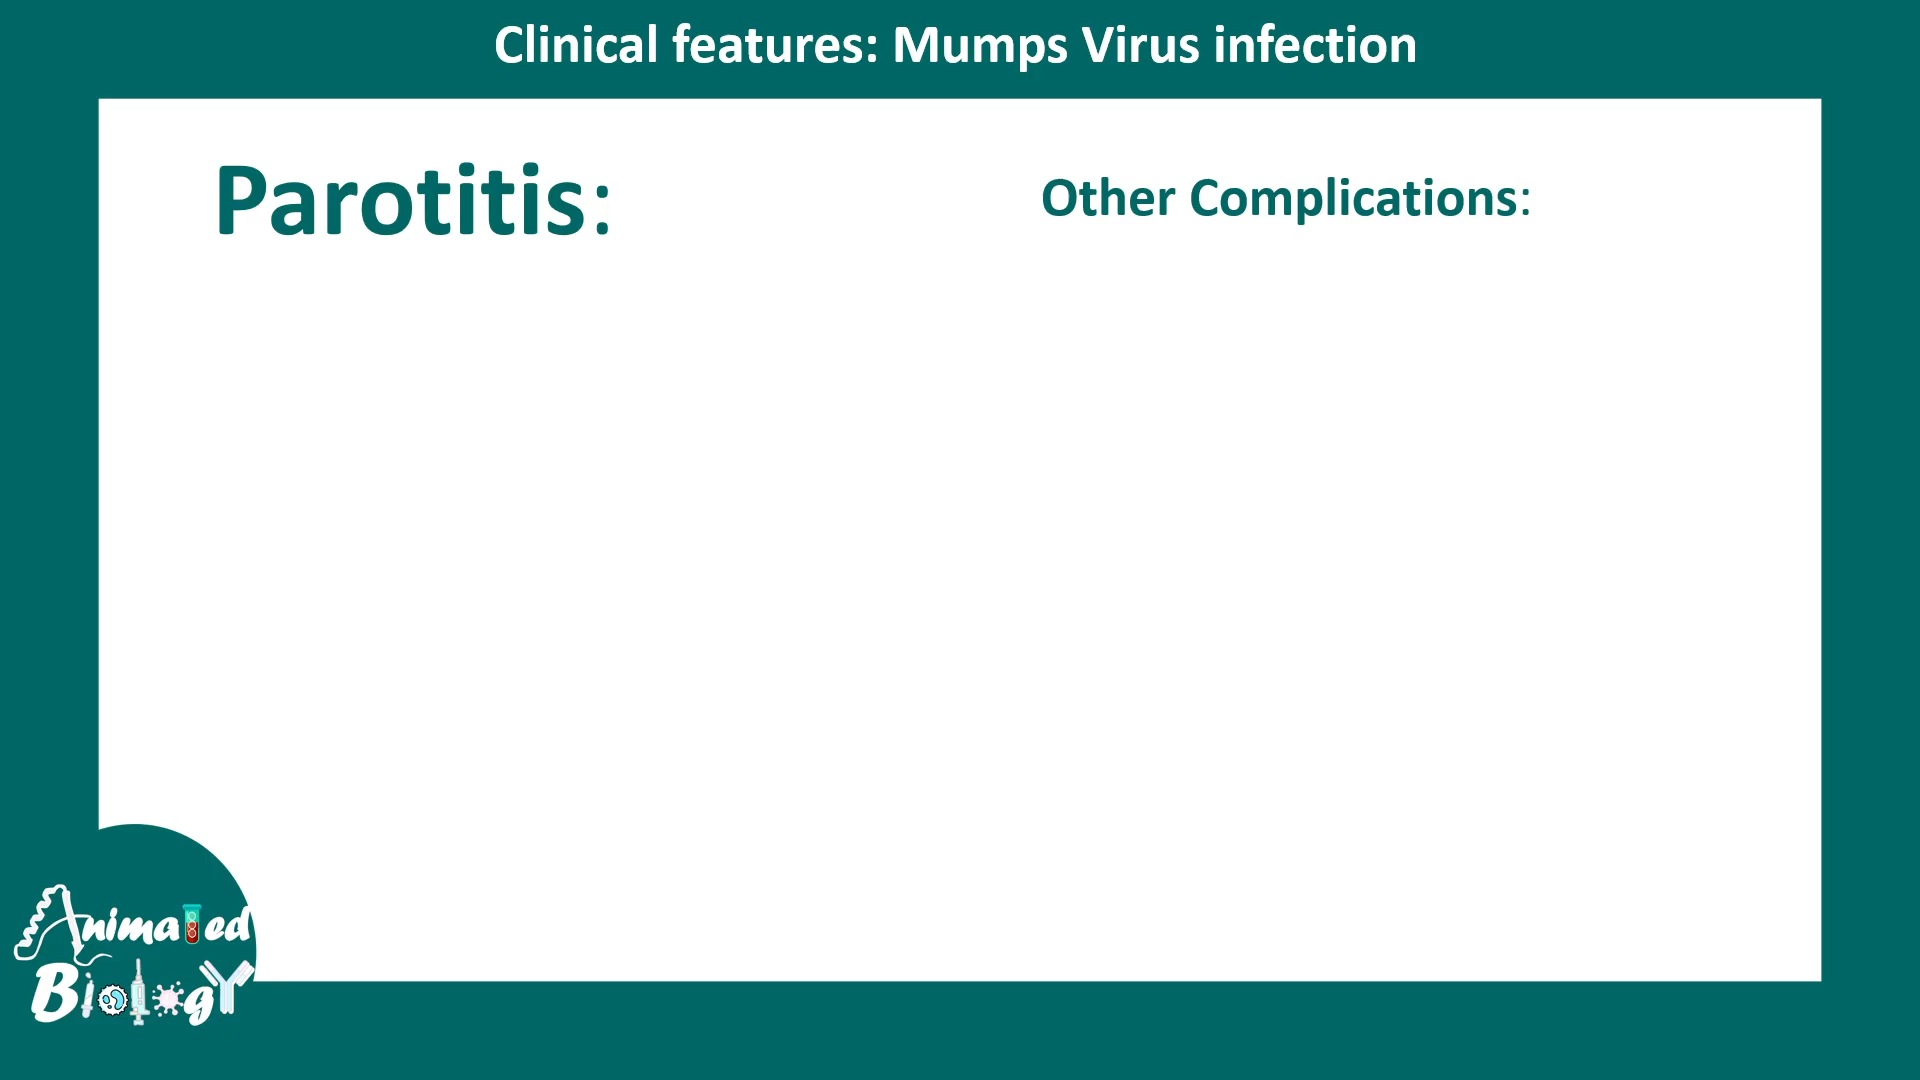 Clinical features: Mumps Virus infection
Parotitis:
Other Complications:
Animated
Biology